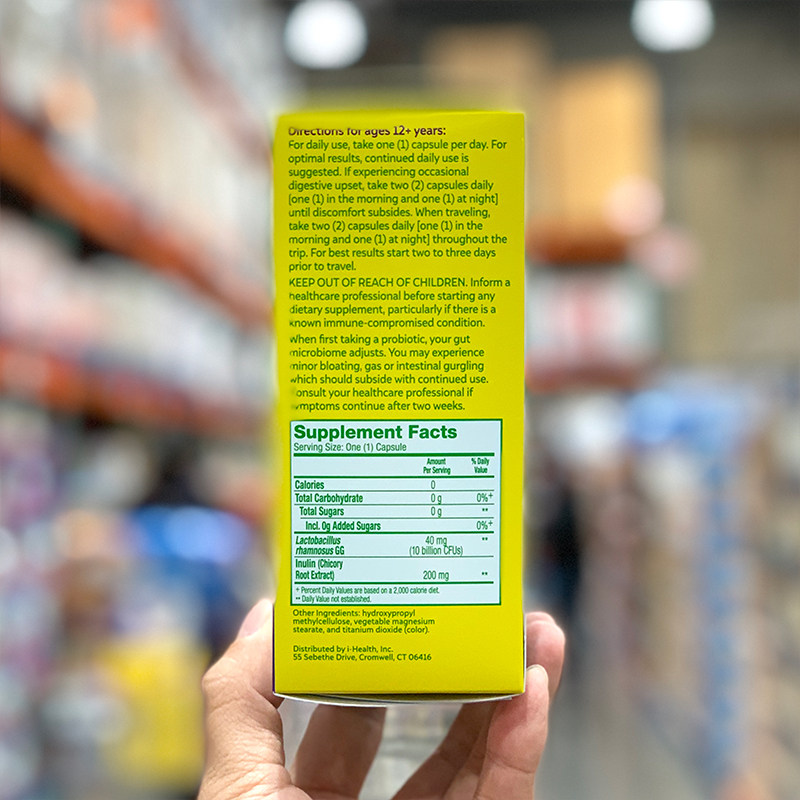 Directions for ages 12+ years:
For daily use, take one (1) capsule per day. For
optimal results, continued daily use is
suggested. If experiencing occasional
digestive upset, take two (2) capsules daily
[one (1) in the morning and one (1) at night]
until discomfort subsides. When traveling,
take two (2) capsules daily [one (1) in the
morning and one (1) at night] throughout the
trip. For best results start two to three days
prior to travel.
KEEP OUT OF REACH OF CHILDREN. Inform a
healthcare professional before starting any
dietary supplement, particularly if there is a
known immune-compromised condition.
When first taking a probiotic, your gut
microbiome adjusts. You may experience
minor bloating, gas or intestinal gurgling
which should subside with continued use.
Consult your healthcare professional if
symptoms continue after two weeks.
Supplement Facts
Serving Size: One (1) Capsule
Amount Per Serving % Daily Value
Calories 0
Total Carbohydrate 0 g 0%+
Total Sugars 0 g **
Incl. 0g Added Sugars 0%+
Lactobacillus 40 mg **
rhamnosus GG (10 billion CFUs)
Inulin (Chicory
Root Extract) 200 mg **
+ Percent Daily Values are based on a 2,000 calorie diet.
** Daily Value not established.
Other Ingredients: hydroxypropyl
methylcellulose, vegetable magnesium
stearate, and titanium dioxide (color).
Distributed by i-Health, Inc.
55 Sebethe Drive, Cromwell, CT 06416